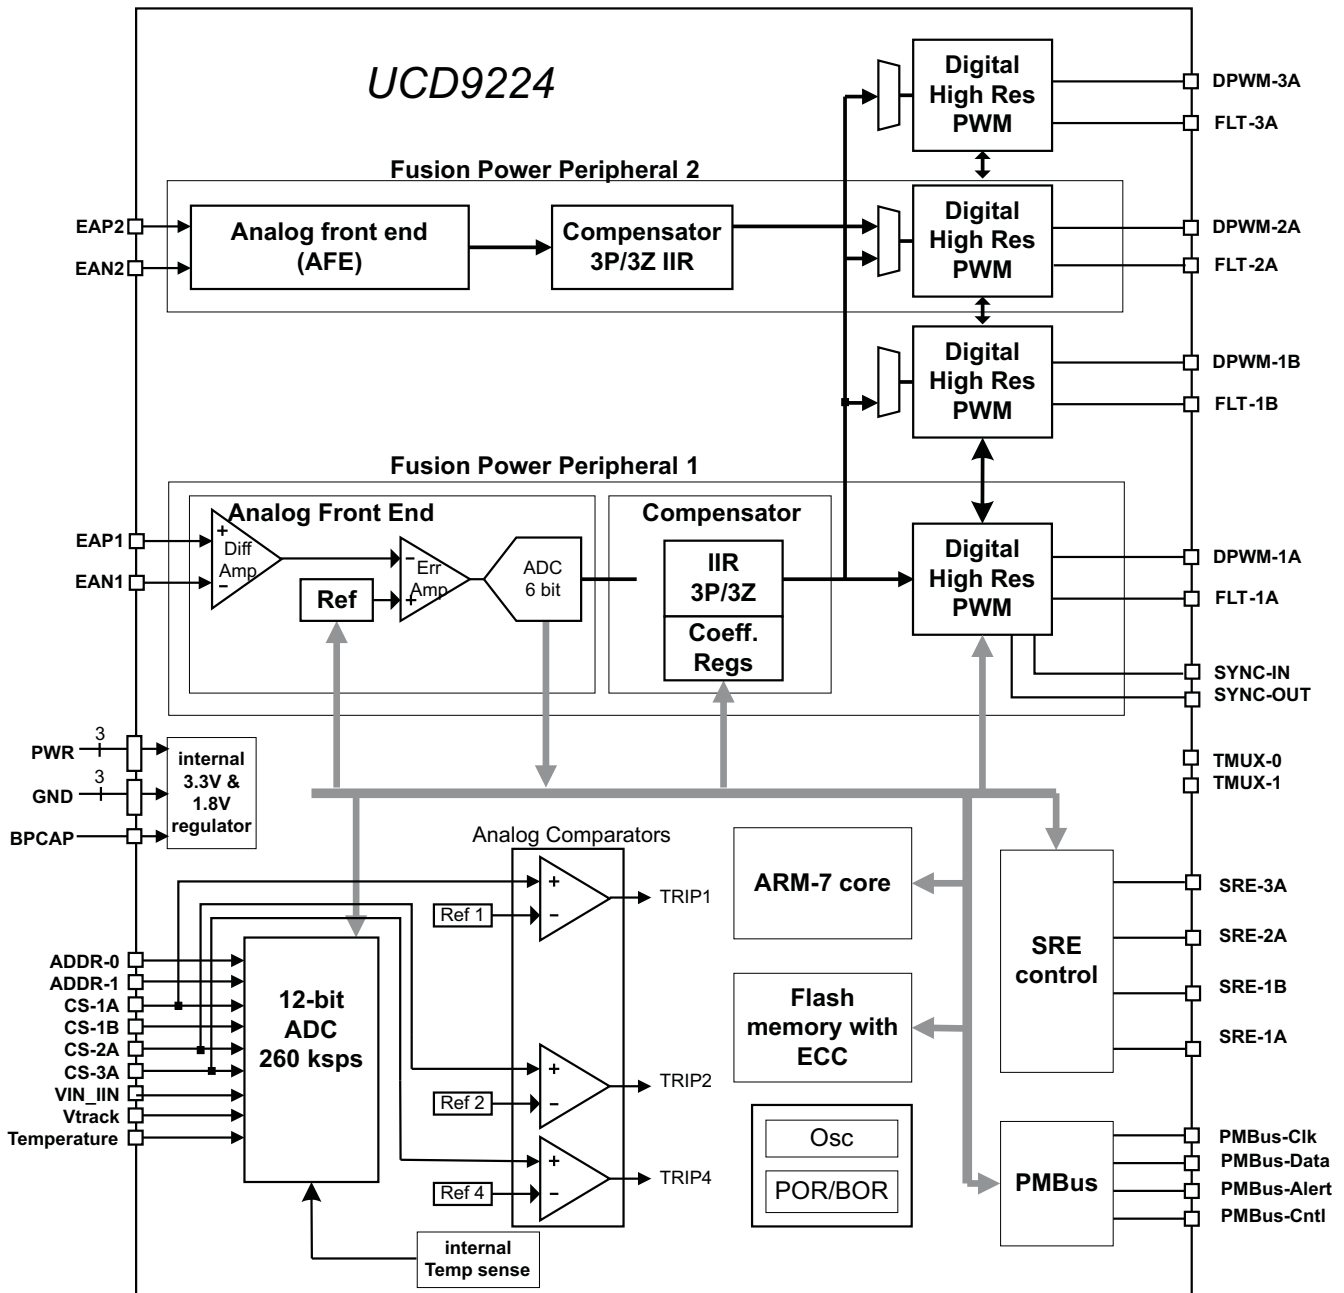 UCD9224
Digital
High Res
PWM
DPWM-3A
FLT-3A
Fusion Power Peripheral 2
EAP2
EAN2
Analog front end
(AFE)
Compensator
3P/3Z IIR
Digital
High Res
PWM
DPWM-2A
FLT-2A
Digital
High Res
PWM
DPWM-1B
FLT-1B
Fusion Power Peripheral 1
Analog Front End
Compensator
EAP1
EAN1
+
Diff
Amp
−
Ref
−
Err
Amp
+
ADC
6 bit
IIR
3P/3Z
Coeff.
Regs
Digital
High Res
PWM
DPWM-1A
FLT-1A
SYNC-IN
SYNC-OUT
TMUX-0
TMUX-1
PWR
3
GND
3
BPCAP
internal
3.3V &
1.8V
regulator
Analog Comparators
+
−
Ref 1
TRIP1
+
−
Ref 2
TRIP2
+
−
Ref 4
TRIP4
ADDR-0
ADDR-1
CS-1A
CS-1B
CS-2A
CS-3A
VIN_IIN
Vtrack
Temperature
12-bit
ADC
260 ksps
internal
Temp sense
ARM-7 core
Flash
memory with
ECC
Osc
POR/BOR
SRE
control
SRE-3A
SRE-2A
SRE-1B
SRE-1A
PMBus
PMBus-Clk
PMBus-Data
PMBus-Alert
PMBus-Cntl